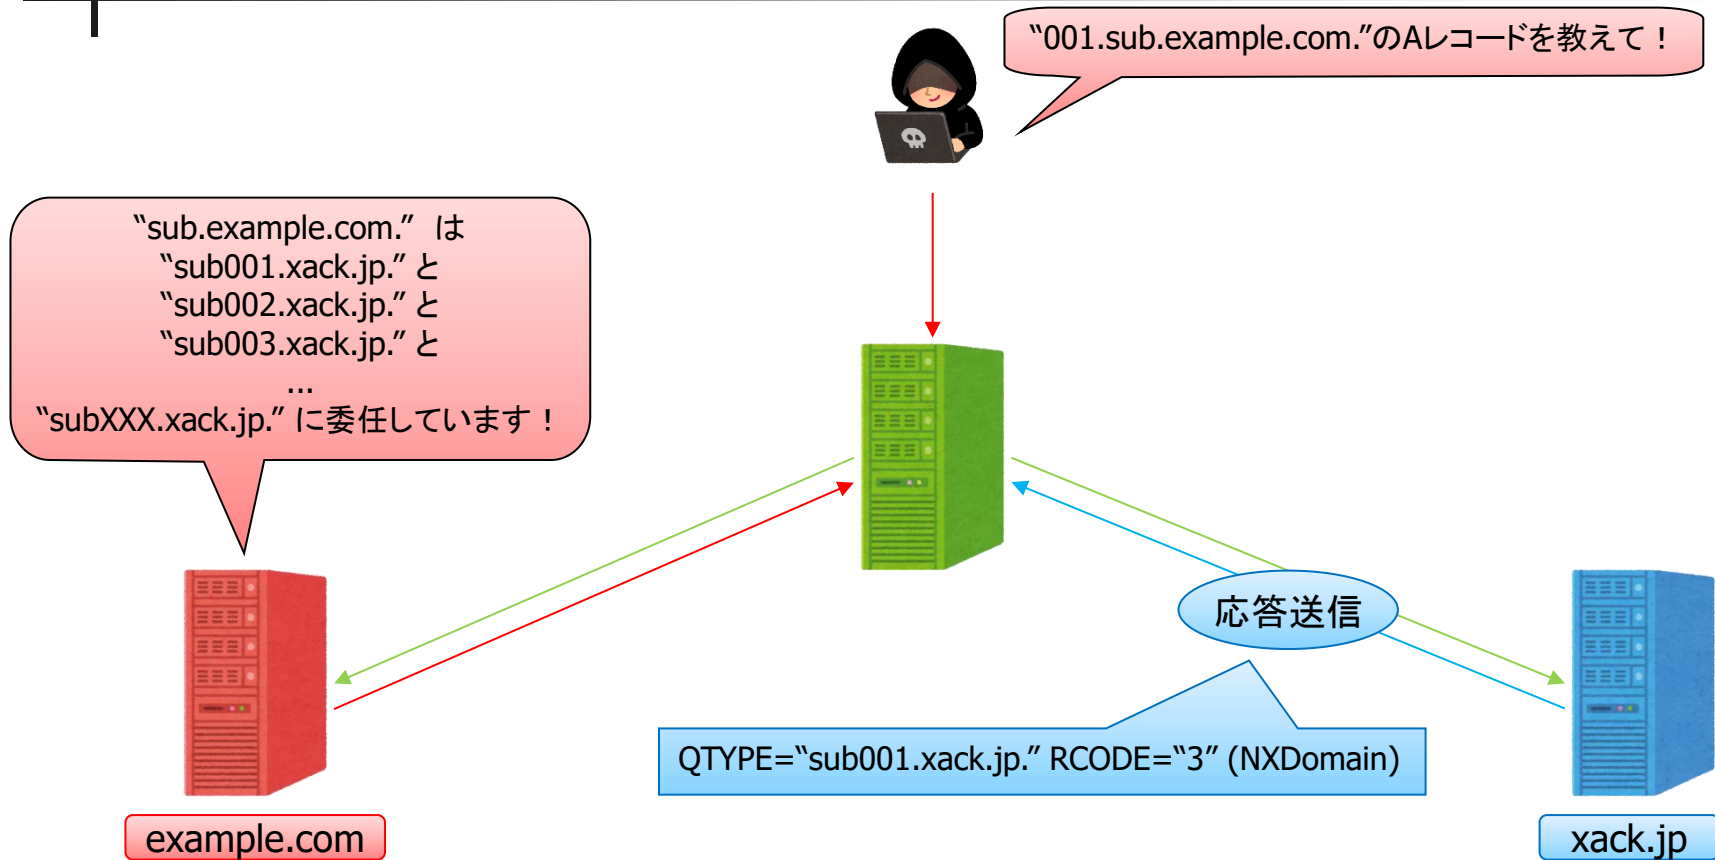 “001.sub.example.com.”のAレコードを教えて！
“sub.example.com.” は
“sub001.xack.jp.” と
“sub002.xack.jp.” と
“sub003.xack.jp.” と
...
“subXXX.xack.jp.” に委任しています！
応答送信
QTYPE=“sub001.xack.jp.” RCODE=“3” (NXDomain)
example.com
xack.jp